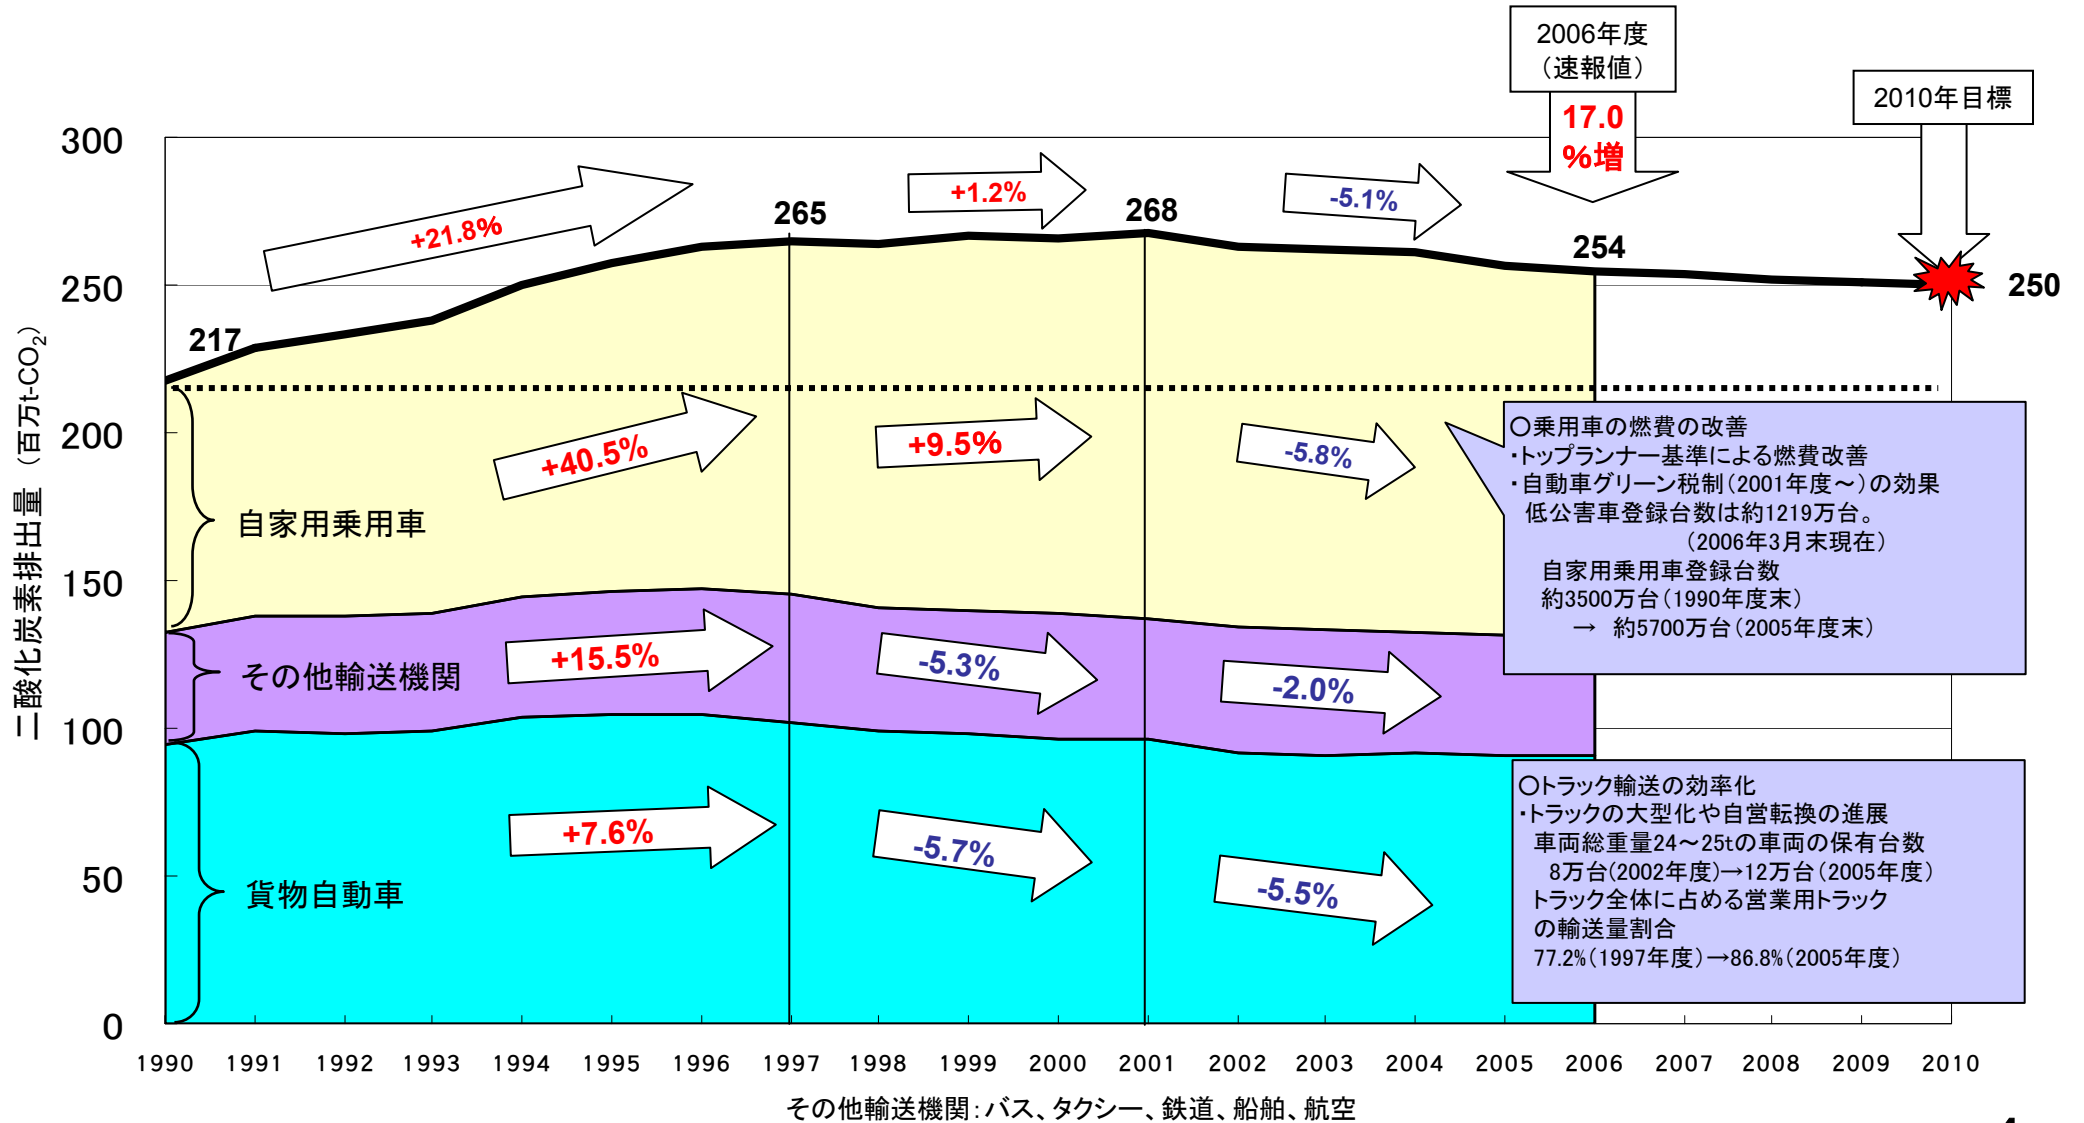 2006年度
（速報値）
17.0
%増
2010年目標
二酸化炭素排出量（百万t-CO₂）
300
250
200
150
100
50
0
+21.8%
+1.2%
-5.1%
217
265
268
254
250
+40.5%
+9.5%
-5.8%
自家用乗用車
+15.5%
-5.3%
-2.0%
その他輸送機関
+7.6%
-5.7%
-5.5%
貨物自動車
〇乗用車の燃費の改善
・トップランナー基準による燃費改善
・自動車グリーン税制（2001年度～）の効果
低公害車登録台数は約1219万台。
（2006年3月末現在）
自家用乗用車登録台数
約3500万台（1990年度末）
→ 約5700万台（2005年度末）
〇トラック輸送の効率化
・トラックの大型化や自営転換の進展
車両総重量24～25tの車両の保有台数
8万台（2002年度）→12万台（2005年度）
トラック全体に占める営業用トラック
の輸送量割合
77.2%（1997年度）→86.8%（2005年度）
1990 1991 1992 1993 1994 1995 1996 1997 1998 1999 2000 2001 2002 2003 2004 2005 2006 2007 2008 2009 2010
その他輸送機関：バス、タクシー、鉄道、船舶、航空